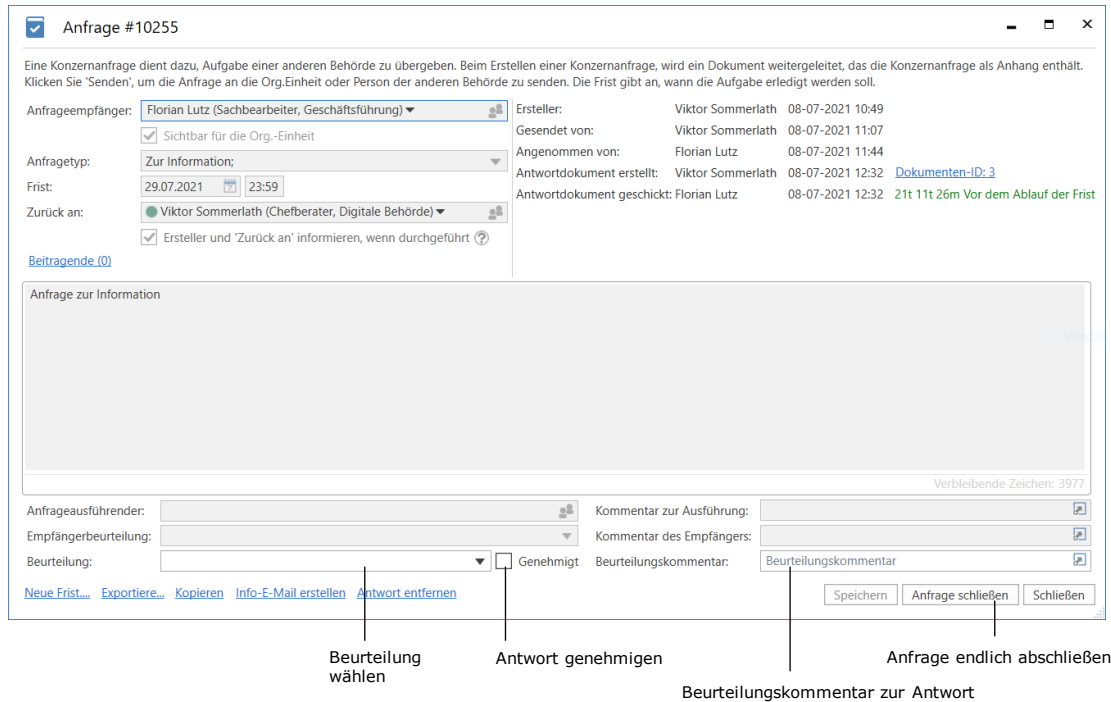 Anfrage #10255
Eine Konzernanfrage dient dazu, Aufgabe einer anderen Behörde zu übergeben. Beim Erstellen einer Konzernanfrage, wird ein Dokument weitergeleitet, das die Konzernanfrage als Anhang enthält.
Klicken Sie 'Senden', um die Anfrage an die Org.Einheit oder Person der anderen Behörde zu senden. Die Frist gibt an, wann die Aufgabe erledigt werden soll.
Anfrageempfänger: Florian Lutz (Sachbearbeiter, Geschäftsführung)
Sichtbar für die Org.-Einheit
Anfragetyp: Zur Information;
Frist: 29.07.2021 23:59
Zurück an: Viktor Sommerlath (Chefberater, Digitale Behörde)
Ersteller und 'Zurück an' informieren, wenn durchgeführt ?
Beitragende (0)
Ersteller: Viktor Sommerlath 08-07-2021 10:49
Gesendet von: Viktor Sommerlath 08-07-2021 11:07
Angenommen von: Florian Lutz 08-07-2021 11:44
Antwortdokument erstellt: Viktor Sommerlath 08-07-2021 12:32 Dokumenten-ID: 3
Antwortdokument geschickt: Florian Lutz 08-07-2021 12:32 21t 11t 26m Vor dem Ablauf der Frist
Anfrage zur Information
Verbleibende Zeichen: 3977
Anfrageausführender: Kommentar zur Ausführung:
Empfängerbeurteilung: Kommentar des Empfängers:
Beurteilung: Genehmigt Beurteilungskommentar: Beurteilungskommentar
Neue Frist.... Exportiere... Kopieren Info-E-Mail erstellen Antwort entfernen Speichern Anfrage schließen Schließen
Beurteilung
wählen
Antwort genehmigen
Anfrage endlich abschließen
Beurteilungskommentar zur Antwort